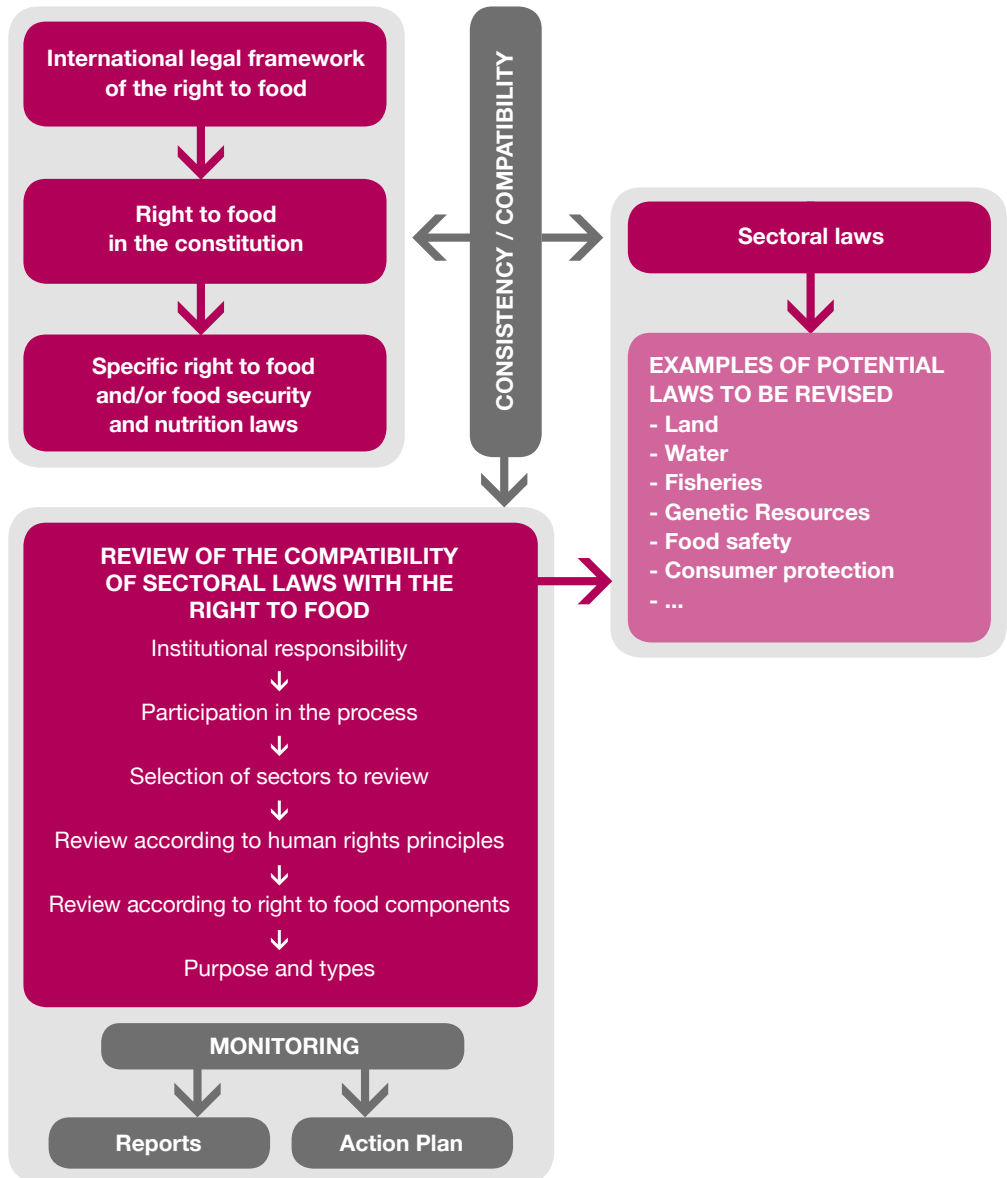 International legal framework
of the right to food
Right to food
in the constitution
Specific right to food
and/or food security
and nutrition laws
CONSISTENCY / COMPATIBILITY
Sectoral laws
EXAMPLES OF POTENTIAL
LAWS TO BE REVISED
- Land
- Water
- Fisheries
- Genetic Resources
- Food safety
- Consumer protection
- ...
REVIEW OF THE COMPATIBILITY
OF SECTORAL LAWS WITH THE
RIGHT TO FOOD
Institutional responsibility
Participation in the process
Selection of sectors to review
Review according to human rights principles
Review according to right to food components
Purpose and types
MONITORING
Reports
Action Plan